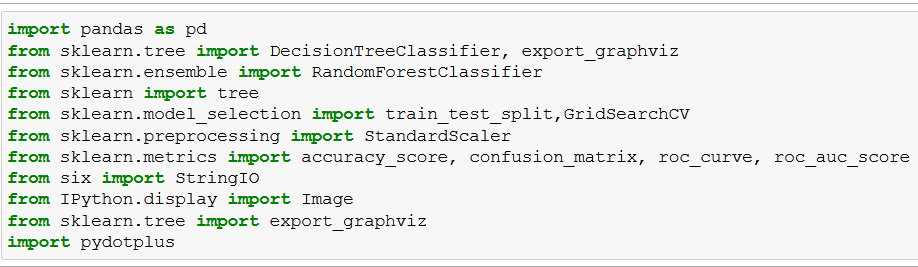 import pandas as pd
from sklearn.tree import DecisionTreeClassifier, export_graphviz
from sklearn.ensemble import RandomForestClassifier
from sklearn import tree
from sklearn.model_selection import train_test_split,GridSearchCV
from sklearn.preprocessing import StandardScaler
from sklearn.metrics import accuracy_score, confusion_matrix, roc_curve, roc_auc_score
from six import StringIO
from IPython.display import Image
from sklearn.tree import export_graphviz
import pydotplus